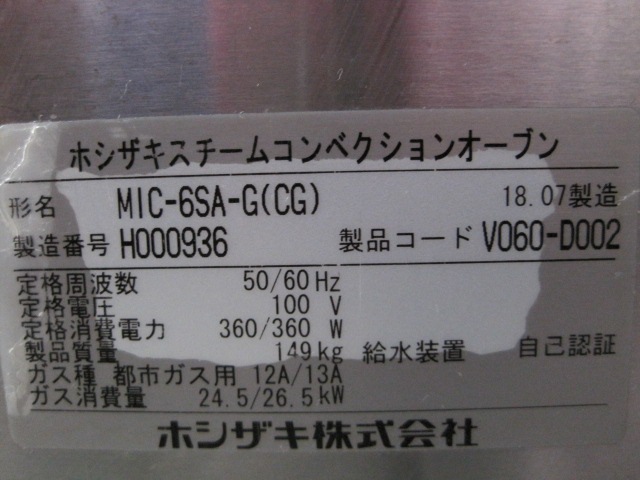 ホシザキスチームコンベクションオーブン
形名 MIC-6SA-G(CG) 18.07製造
製造番号 H000936 製品コード V060-D002
定格周波数 50/60 Hz
定格電圧 100 V
定格消費電力 360/360 W
製品質量 149kg 給水装置 自己認証
ガス種 都市ガス用 12A/13A
ガス消費量 24.5/26.5kW
ホシザキ株式会社